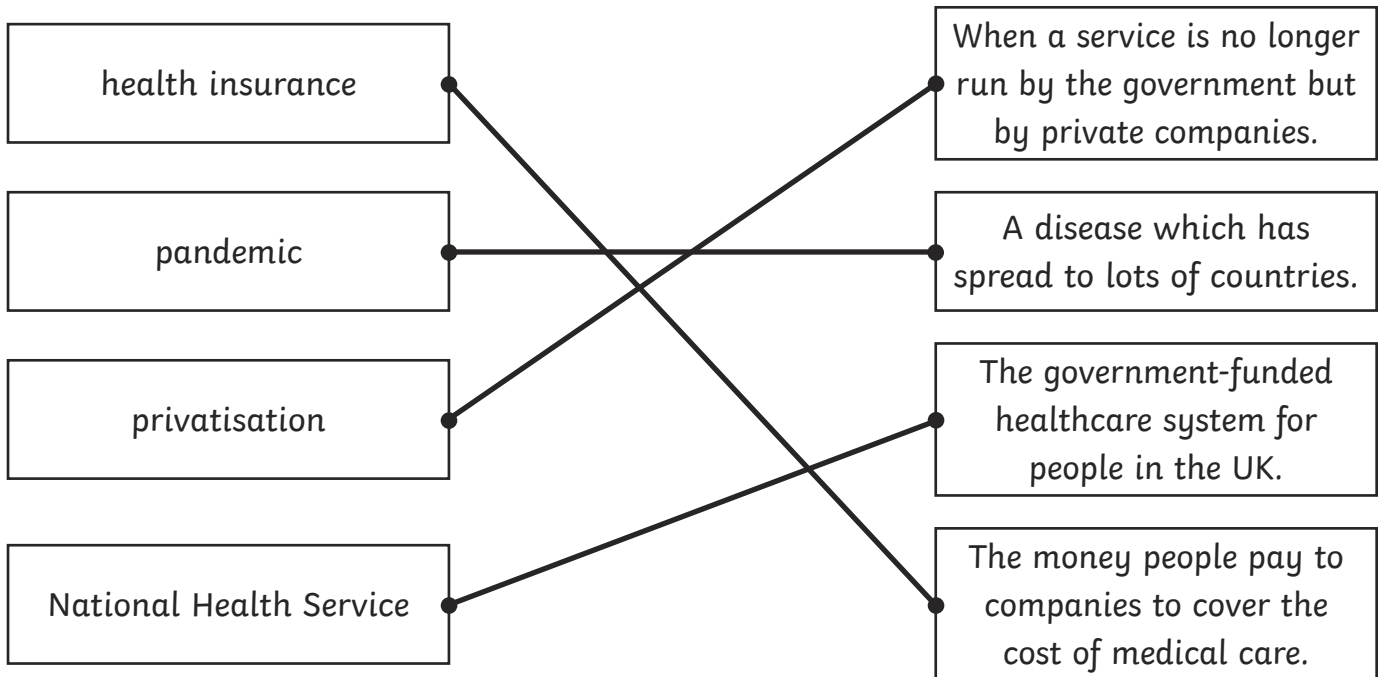 health insurance
pandemic
privatisation
National Health Service
When a service is no longer
run by the government but
by private companies.
A disease which has
spread to lots of countries.
The government-funded
healthcare system for
people in the UK.
The money people pay to
companies to cover the
cost of medical care.